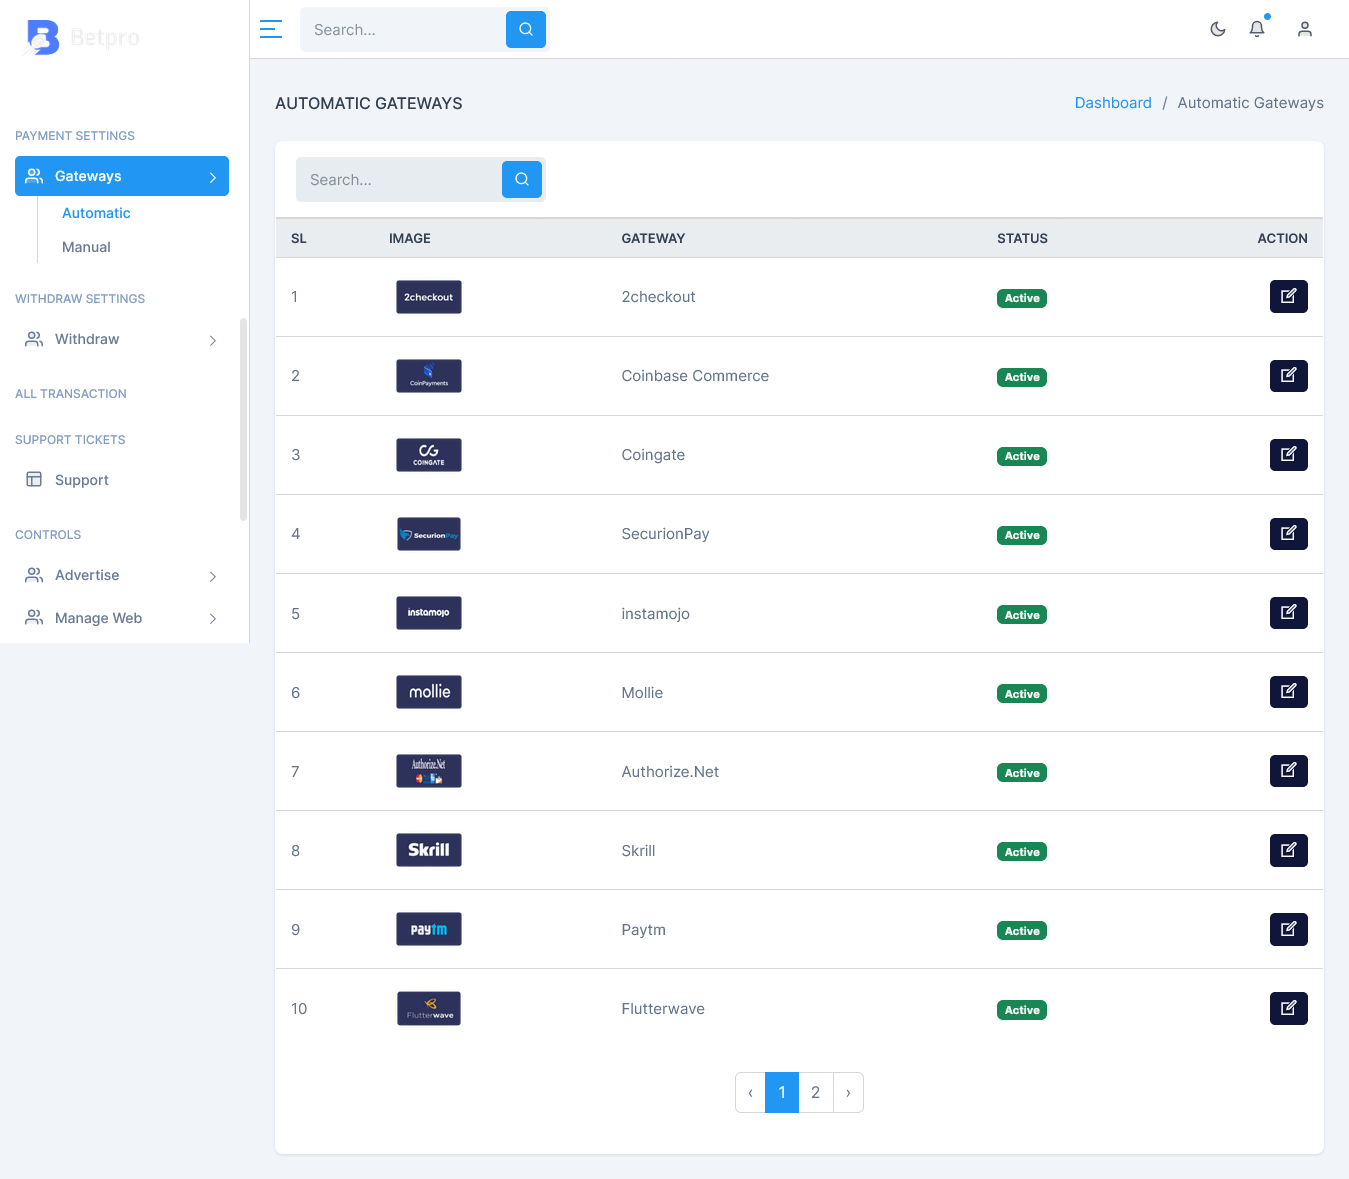 Betpro
Search...
AUTOMATIC GATEWAYS
Dashboard / Automatic Gateways
PAYMENT SETTINGS
Gateways
Automatic
Manual
WITHDRAW SETTINGS
Withdraw
ALL TRANSACTION
SUPPORT TICKETS
Support
CONTROLS
Advertise
Manage Web
Search...
SL IMAGE GATEWAY STATUS ACTION
1 2checkout 2checkout Active
2 CoinPayments Coinbase Commerce Active
3 CG COINGATE Coingate Active
4 SecurionPay SecurionPay Active
5 instamojo instamojo Active
6 mollie Mollie Active
7 Authorize.Net Authorize.Net Active
8 Skrill Skrill Active
9 paytm Paytm Active
10 Flutterwave Flutterwave Active
‹ 1 2 ›